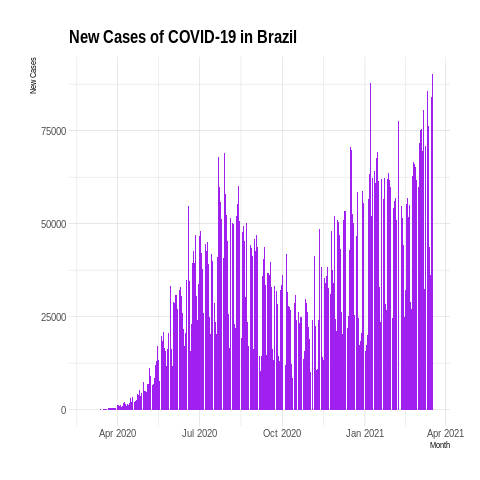 New Cases of COVID-19 in Brazil
New Cases
75000
50000
25000
0
Apr 2020 Jul 2020 Oct 2020 Jan 2021 Apr 2021
Month